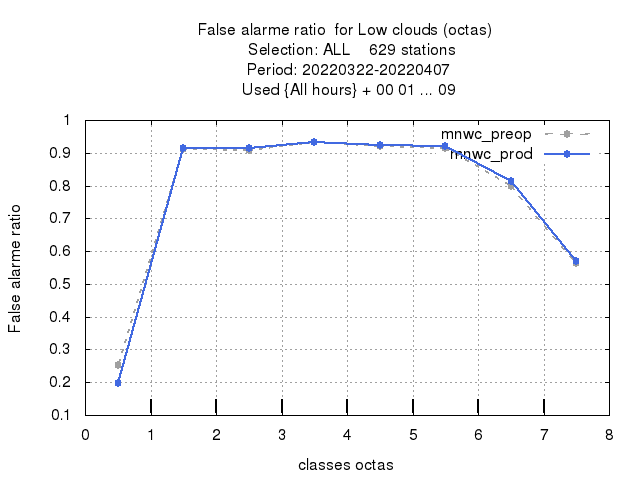 False alarme ratio  for Low clouds (octas)
Selection: ALL    629 stations
Period: 20220322-20220407
Used {All hours} + 00 01 ... 09
mnwc_preop
mnwc_prod
False alarme ratio
1
0.9
0.8
0.7
0.6
0.5
0.4
0.3
0.2
0.1
0 1 2 3 4 5 6 7 8
classes octas